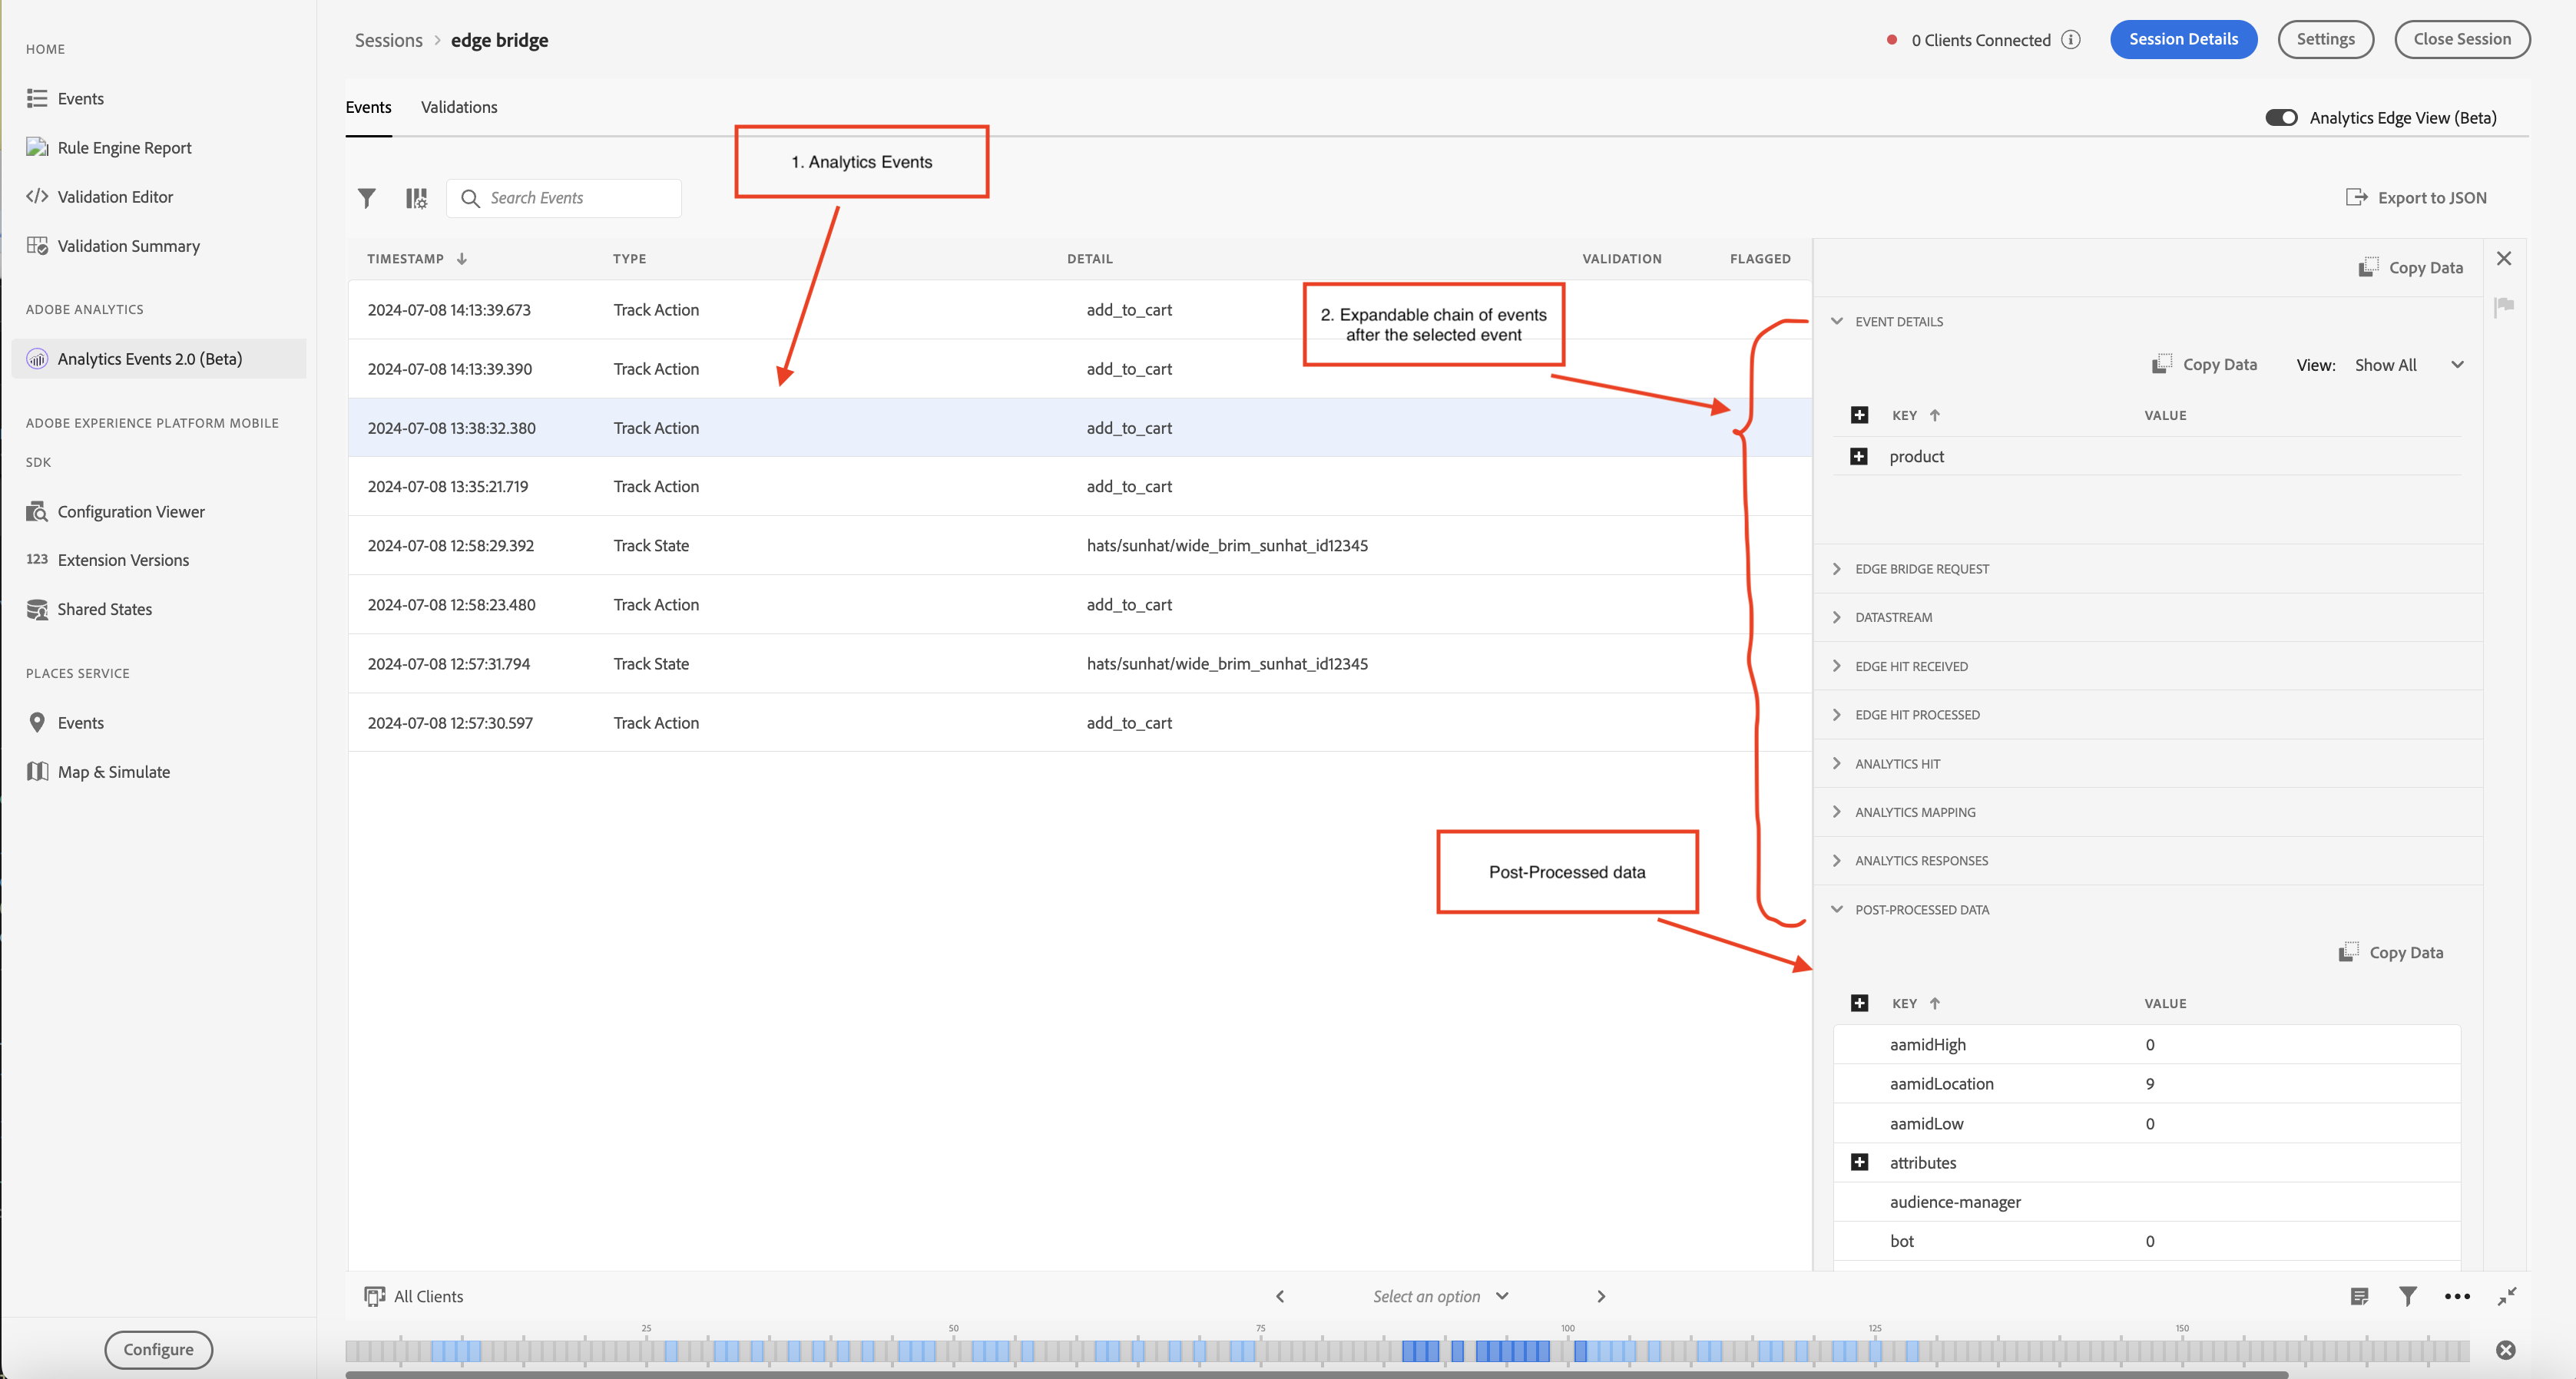 HOME
Events
Rule Engine Report
Validation Editor
Validation Summary
ADOBE ANALYTICS
Analytics Events 2.0 (Beta)
ADOBE EXPERIENCE PLATFORM MOBILE
SDK
Configuration Viewer
123 Extension Versions
Shared States
PLACES SERVICE
Events
Map & Simulate
Configure
Sessions > edge bridge
0 Clients Connected
Session Details
Settings
Close Session
Events Validations
Analytics Edge View (Beta)
1. Analytics Events
Search Events
Export to JSON
TIMESTAMP TYPE DETAIL VALIDATION FLAGGED
2024-07-08 14:13:39.673 Track Action add_to_cart
2024-07-08 14:13:39.390 Track Action add_to_cart
2024-07-08 13:38:32.380 Track Action add_to_cart
2024-07-08 13:35:21.719 Track Action add_to_cart
2024-07-08 12:58:29.392 Track State hats/sunhat/wide_brim_sunhat_id12345
2024-07-08 12:58:23.480 Track Action add_to_cart
2024-07-08 12:57:31.794 Track State hats/sunhat/wide_brim_sunhat_id12345
2024-07-08 12:57:30.597 Track Action add_to_cart
2. Expandable chain of events
after the selected event
Post-Processed data
Copy Data
EVENT DETAILS
Copy Data View: Show All
KEY VALUE
product
EDGE BRIDGE REQUEST
DATASTREAM
EDGE HIT RECEIVED
EDGE HIT PROCESSED
ANALYTICS HIT
ANALYTICS MAPPING
ANALYTICS RESPONSES
POST-PROCESSED DATA
Copy Data
KEY VALUE
aamidHigh 0
aamidLocation 9
aamidLow 0
attributes
audience-manager
bot 0
All Clients
Select an option
25 50 75 100 125 150